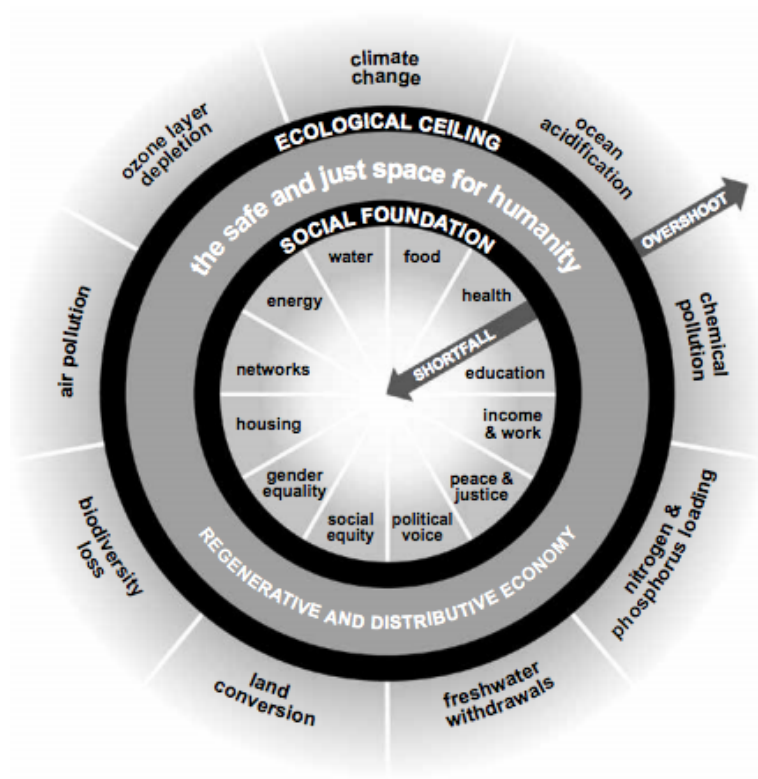 climate
change
ocean
acidification
chemical
pollution
nitrogen &
phosphorus loading
freshwater
withdrawals
land
conversion
biodiversity
loss
air pollution
ozone layer
depletion
ECOLOGICAL CEILING
OVERSHOOT
the safe and just space for humanity
SOCIAL FOUNDATION
water
food
health
SHORTFALL
education
income
& work
peace &
justice
political
voice
social
equity
gender
equality
housing
networks
energy
REGENERATIVE AND DISTRIBUTIVE ECONOMY